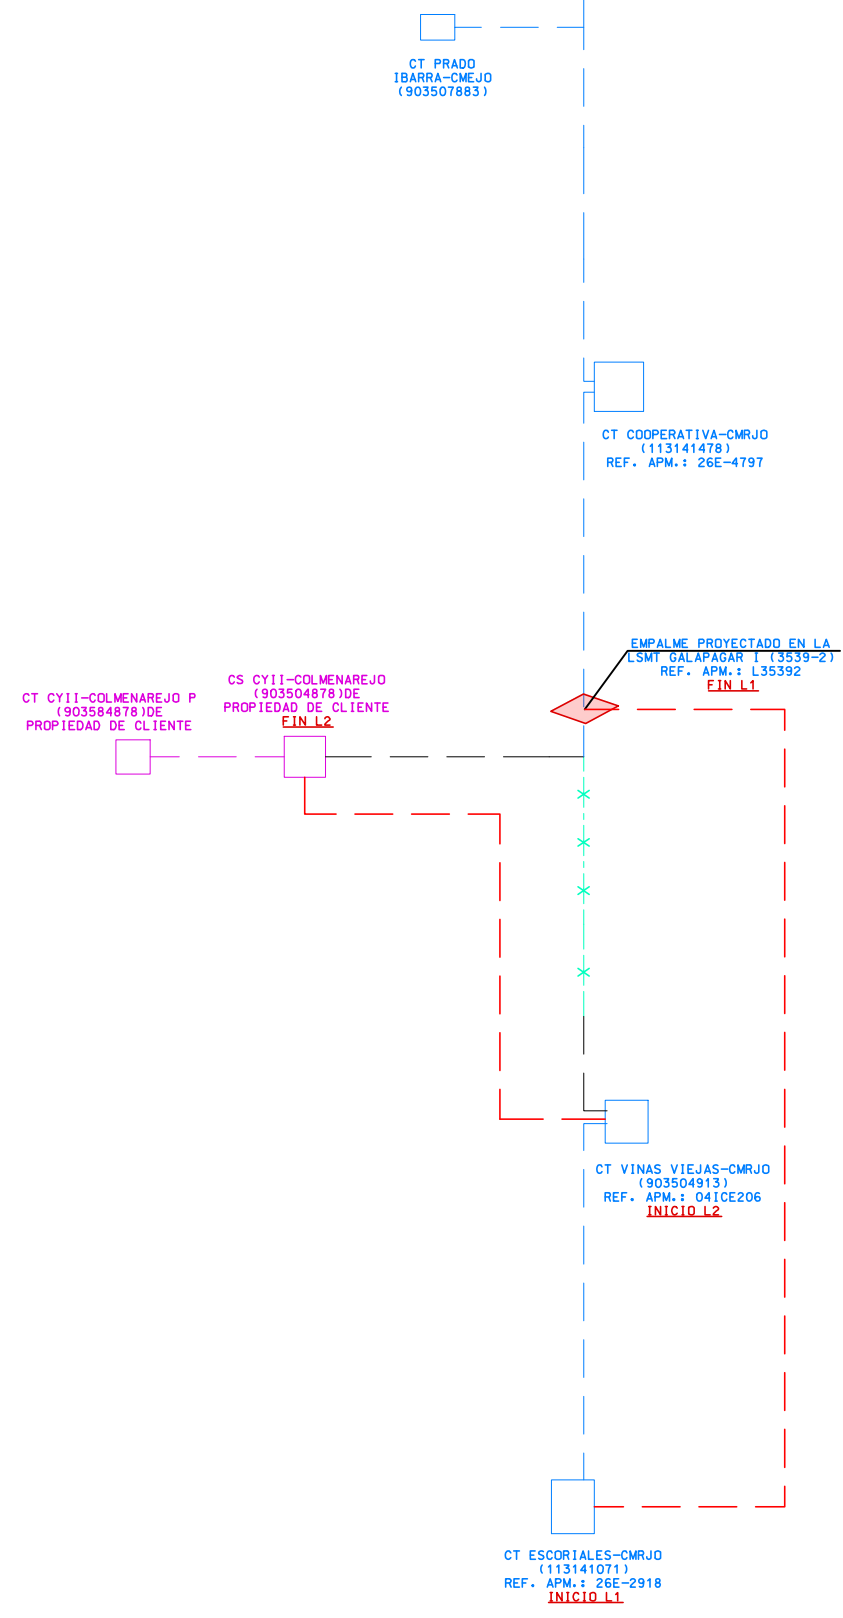 CT PRADO
IBARRA-CMEJO
(903507883)
CT COOPERATIVA-CMRJO
(113141478)
REF. APM.: 26E-4797
EMPALME PROYECTADO EN LA
LSMT GALAPAGAR I (3539-2)
REF. APM.: L35392
FIN L1
CS CYII-COLMENAREJO
(903504878)DE
PROPIEDAD DE CLIENTE
FIN L2
CT CYII-COLMENAREJO P
(903584878)DE
PROPIEDAD DE CLIENTE
CT VINAS VIEJAS-CMRJO
(903504913)
REF. APM.: 04ICE206
INICIO L2
CT ESCORIALES-CMRJO
(113141071)
REF. APM.: 26E-2918
INICIO L1